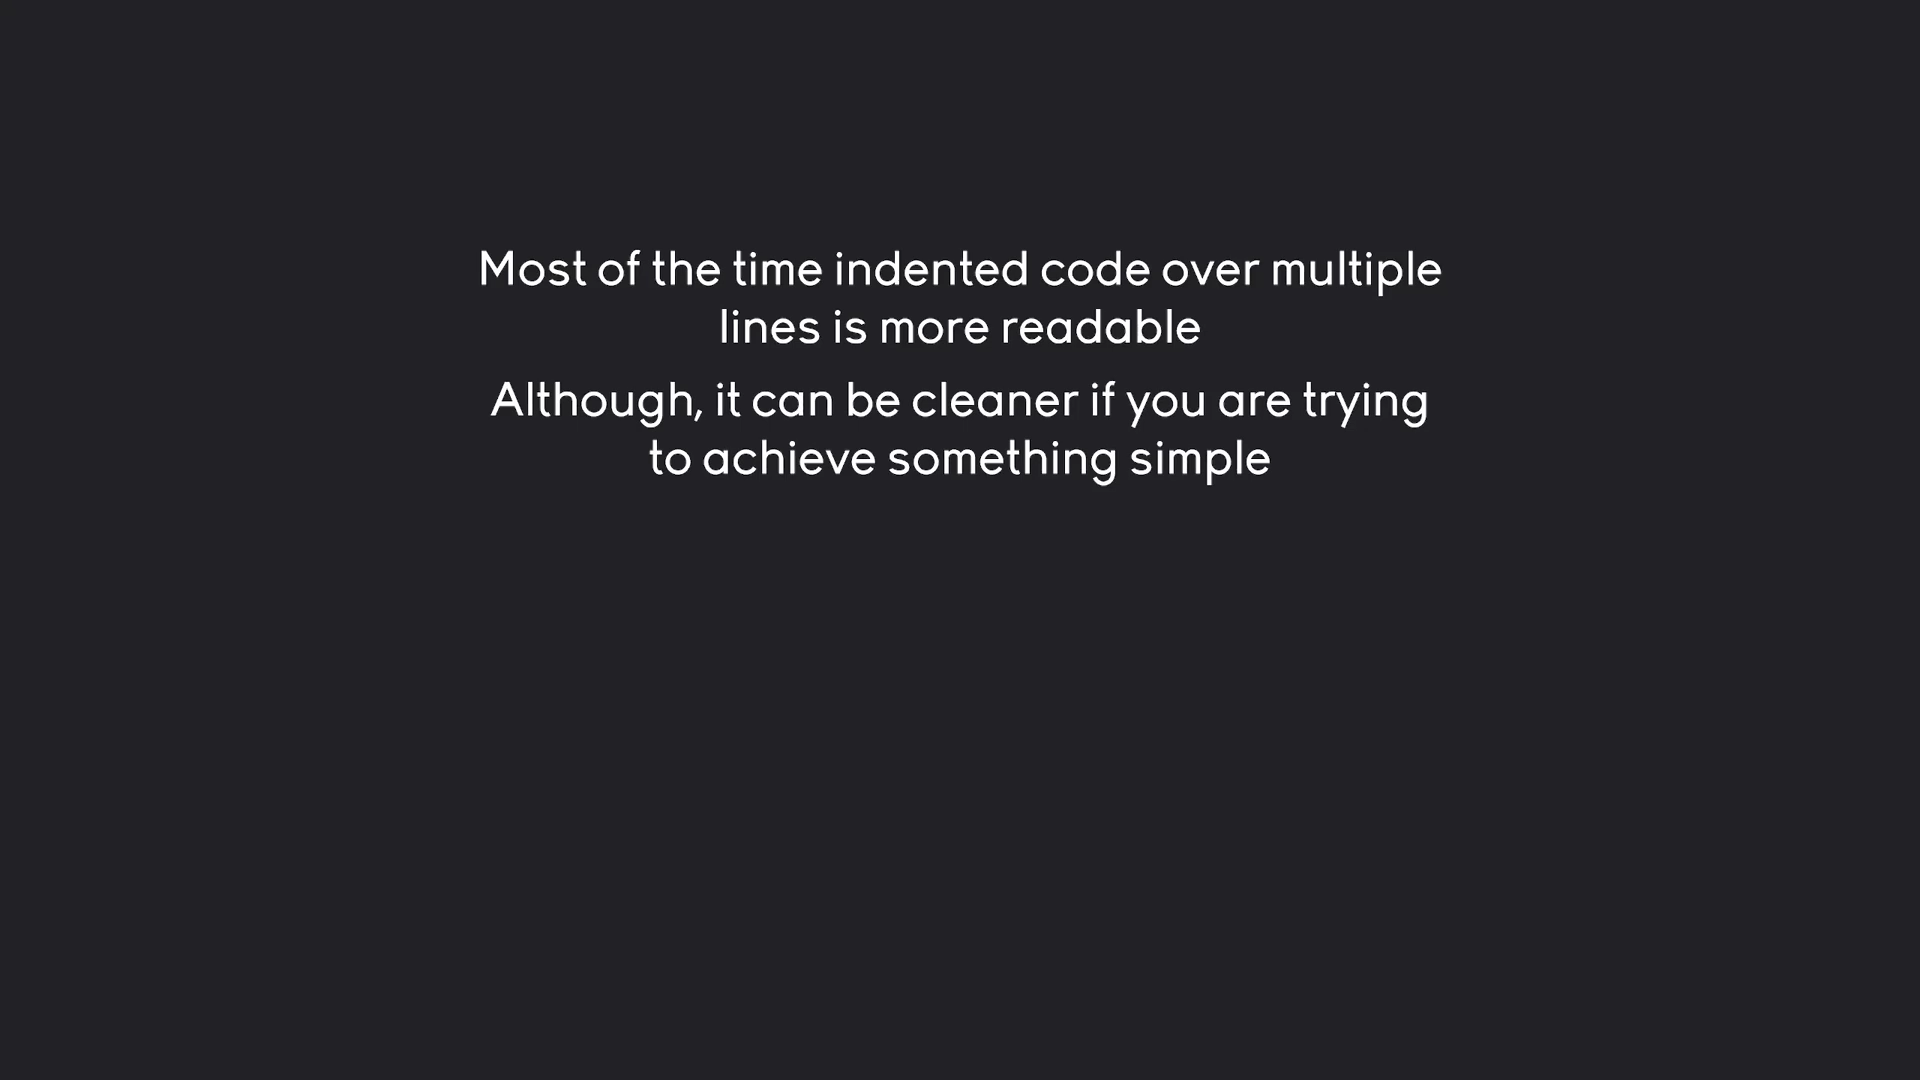 Most of the time indented code over multiple
lines is more readable
Although, it can be cleaner if you are trying
to achieve something simple